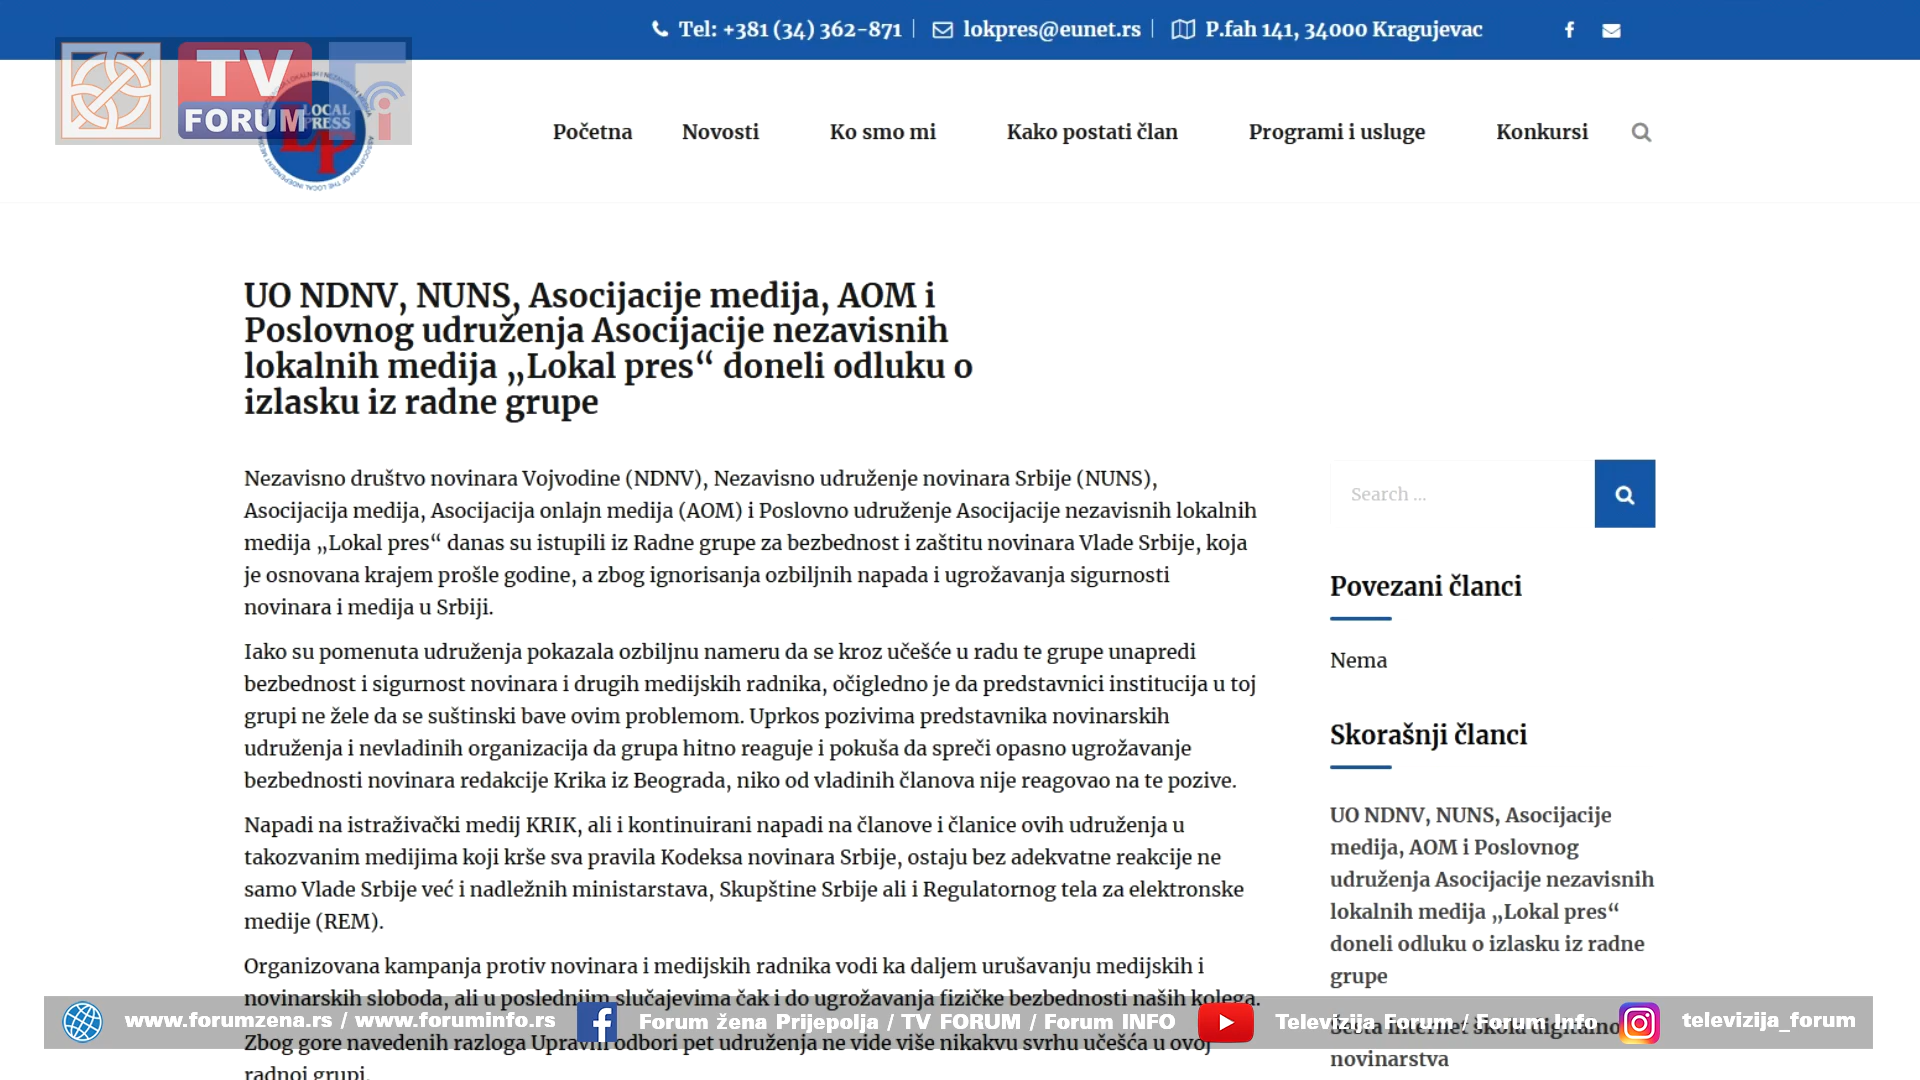 Tel: +381 (34) 362-871
lokpres@eunet.rs
P.fah 141, 34000 Kragujevac
TV
FORUM
LOCAL
PRESS
LP
Početna
Novosti
Ko smo mi
Kako postati član
Programi i usluge
Konkursi
UO NDNV, NUNS, Asocijacije medija, AOM i
Poslovnog udruženja Asocijacije nezavisnih
lokalnih medija „Lokal pres“ doneli odluku o
izlasku iz radne grupe
Nezavisno društvo novinara Vojvodine (NDNV), Nezavisno udruženje novinara Srbije (NUNS),
Asocijacija medija, Asocijacija onlajn medija (AOM) i Poslovno udruženje Asocijacije nezavisnih lokalnih
medija „Lokal pres“ danas su istupili iz Radne grupe za bezbednost i zaštitu novinara Vlade Srbije, koja
je osnovana krajem prošle godine, a zbog ignorisanja ozbiljnih napada i ugrožavanja sigurnosti
novinara i medija u Srbiji.
Iako su pomenuta udruženja pokazala ozbiljnu nameru da se kroz učešće u radu te grupe unapredi
bezbednost i sigurnost novinara i drugih medijskih radnika, očigledno je da predstavnici institucija u toj
grupi ne žele da se suštinski bave ovim problemom. Uprkos pozivima predstavnika novinarskih
udruženja i nevladinih organizacija da grupa hitno reaguje i pokuša da spreči opasno ugrožavanje
bezbednosti novinara redakcije Krika iz Beograda, niko od vladinih članova nije reagovao na te pozive.
Napadi na istraživački medij KRIK, ali i kontinuirani napadi na članove i članice ovih udruženja u
takozvanim medijima koji krše sva pravila Kodeksa novinara Srbije, ostaju bez adekvatne reakcije ne
samo Vlade Srbije već i nadležnih ministarstava, Skupštine Srbije ali i Regulatornog tela za elektronske
medije (REM).
Organizovana kampanja protiv novinara i medijskih radnika vodi ka daljem urušavanju medijskih i
novinarskih sloboda, ali u poslednjim slučajevima čak i do ugrožavanja fizičke bezbednosti naših kolega.
Zbog gore navedenih razloga Upravni odbori pet udruženja ne vide više nikakvu svrhu učešća u ovoj
radnoj grupi.
Search ...
Povezani članci
Nema
Skorašnji članci
UO NDNV, NUNS, Asocijacije
medija, AOM i Poslovnog
udruženja Asocijacije nezavisnih
lokalnih medija „Lokal pres“
doneli odluku o izlasku iz radne
grupe
Šesta internet škola digitalnog
novinarstva
www.forumzena.rs / www.foruminfo.rs
Forum žena Prijepolja / TV FORUM / Forum INFO
Televizija Forum / Forum Info
televizija_forum